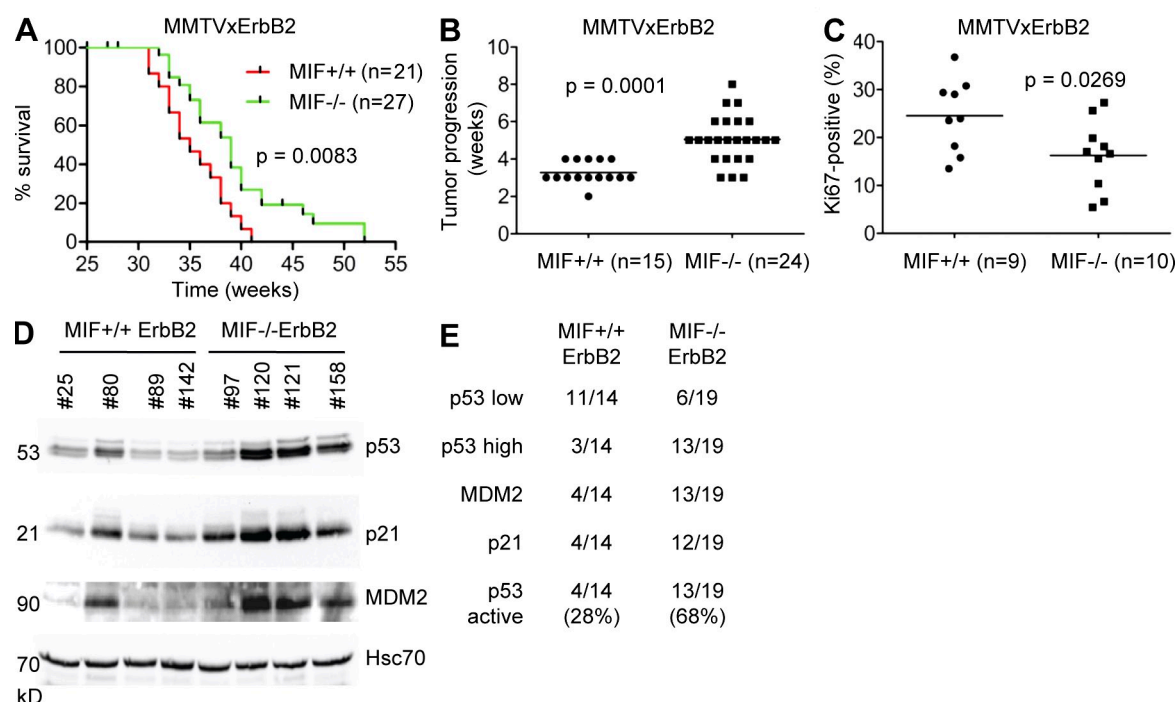 A
MMTVxErbB2
% survival
100
80
60
40
20
0
MIF+/+ (n=21)
MIF-/- (n=27)
p = 0.0083
25 30 35 40 45 50 55
Time (weeks)
B
MMTVxErbB2
Tumor progression
(weeks)
10
8
6
4
2
0
p = 0.0001
MIF+/+ (n=15) MIF-/- (n=24)
C
MMTVxErbB2
Ki67-positive (%)
40
30
20
10
0
p = 0.0269
MIF+/+ (n=9) MIF-/- (n=10)
D
MIF+/+ ErbB2 MIF-/-ErbB2
#25 #80 #89 #142 #97 #120 #121 #158
53 p53
21 p21
90 MDM2
70 Hsc70
kD
E
MIF+/+ MIF-/-
ErbB2 ErbB2
p53 low 11/14 6/19
p53 high 3/14 13/19
MDM2 4/14 13/19
p21 4/14 12/19
p53 4/14 13/19
active (28%) (68%)